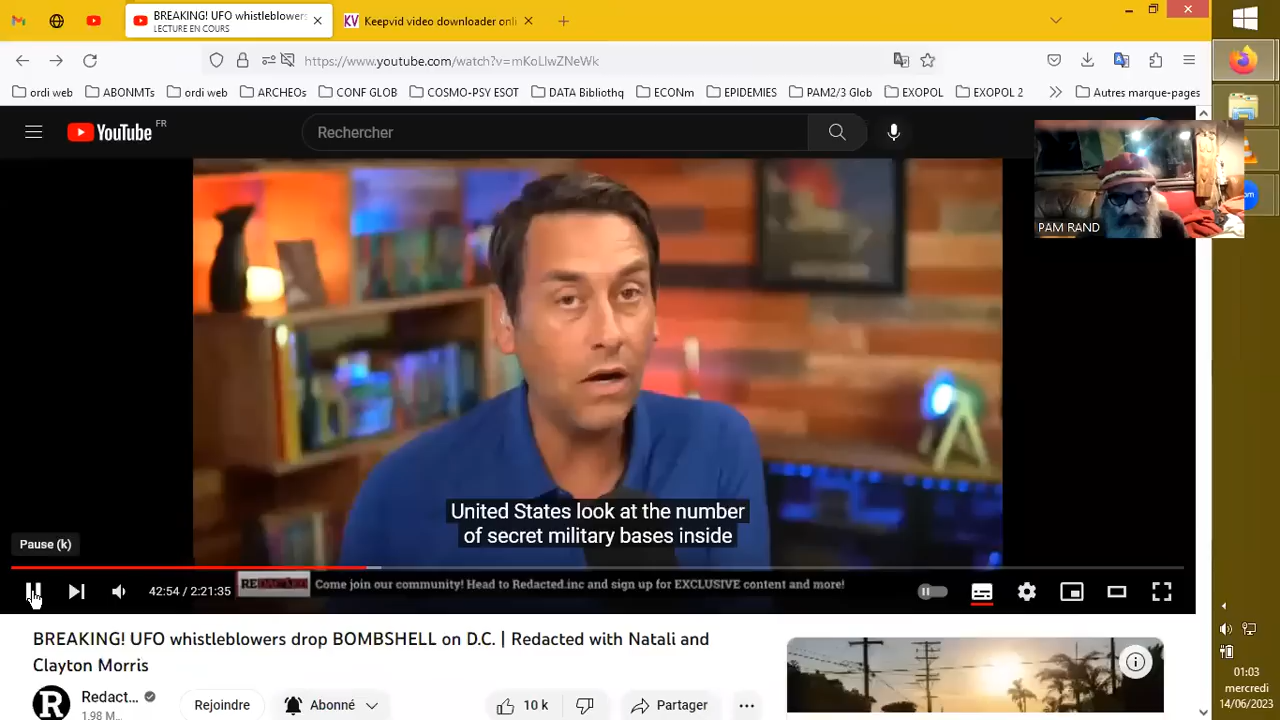 BREAKING! UFO whistleblowers
LECTURE EN COURS
KV Keepvid video downloader onli
https://www.youtube.com/watch?v=mKoLlwZNeWk
ordi web ABONMTs ordi web ARCHEOs CONF GLOB COSMO-PSY ESOT DATA Bibliothq ECONm EPIDEMIES PAM2/3 Glob EXOPOL EXOPOL 2 Autres marque-pages
YouTube FR
Rechercher
PAM RAND
United States look at the number
of secret military bases inside
Pause (k)
42:54 / 2:21:35
REDACTED Come join our community! Head to Redacted.inc and sign up for EXCLUSIVE content and more!
BREAKING! UFO whistleblowers drop BOMBSHELL on D.C. | Redacted with Natali and
Clayton Morris
R Redact...
1.98 M...
Rejoindre
Abonné
10 k
Partager
01:03
mercredi
14/06/2023